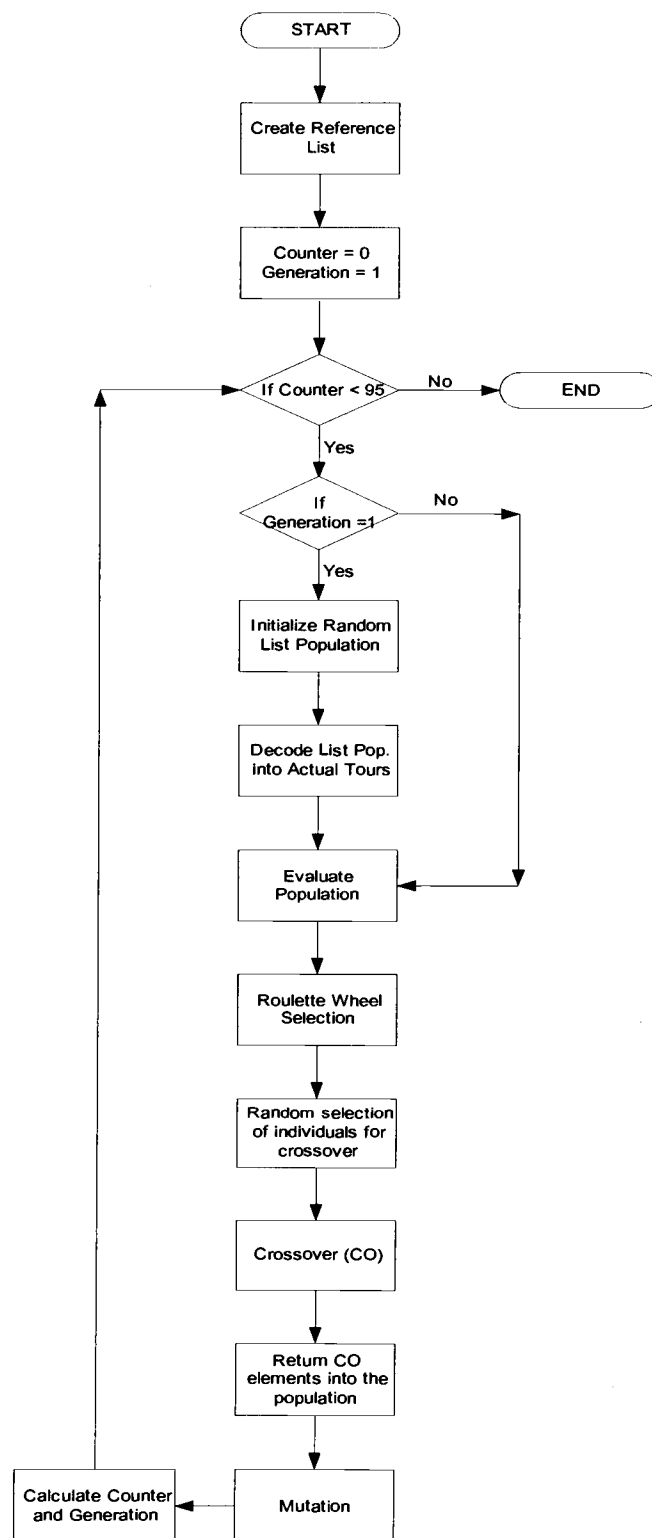 START
Create Reference
List
Counter = 0
Generation = 1
If Counter < 95
No
END
Yes
If
Generation =1
No
Yes
Initialize Random
List Population
Decode List Pop.
into Actual Tours
Evaluate
Population
Roulette Wheel
Selection
Random selection
of individuals for
crossover
Crossover (CO)
Return CO
elements into the
population
Calculate Counter
and Generation
Mutation